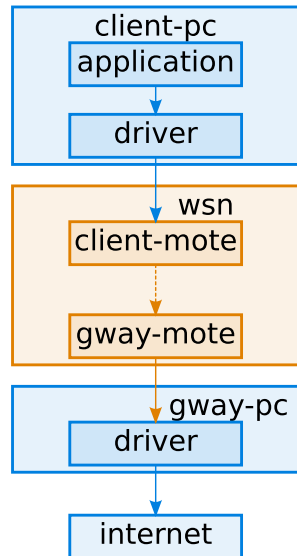 client-pc
application
driver
wsn
client-mote
gway-mote
gway-pc
driver
internet